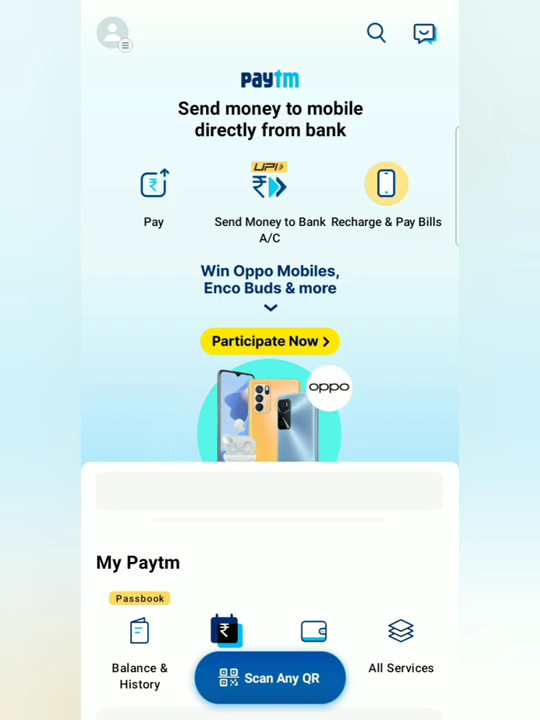 paytm
Send money to mobile
directly from bank
UPI
Pay
Send Money to Bank
A/C
Recharge & Pay Bills
Win Oppo Mobiles,
Enco Buds & more
Participate Now
oppo
My Paytm
Passbook
Balance &
History
All Services
Scan Any QR